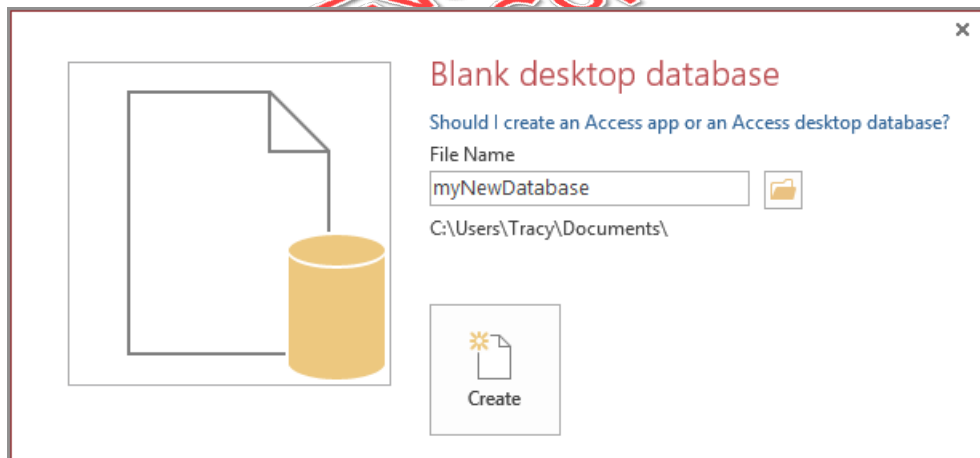 Blank desktop database
Should I create an Access app or an Access desktop database?
File Name
myNewDatabase
C:\Users\Tracy\Documents\
Create